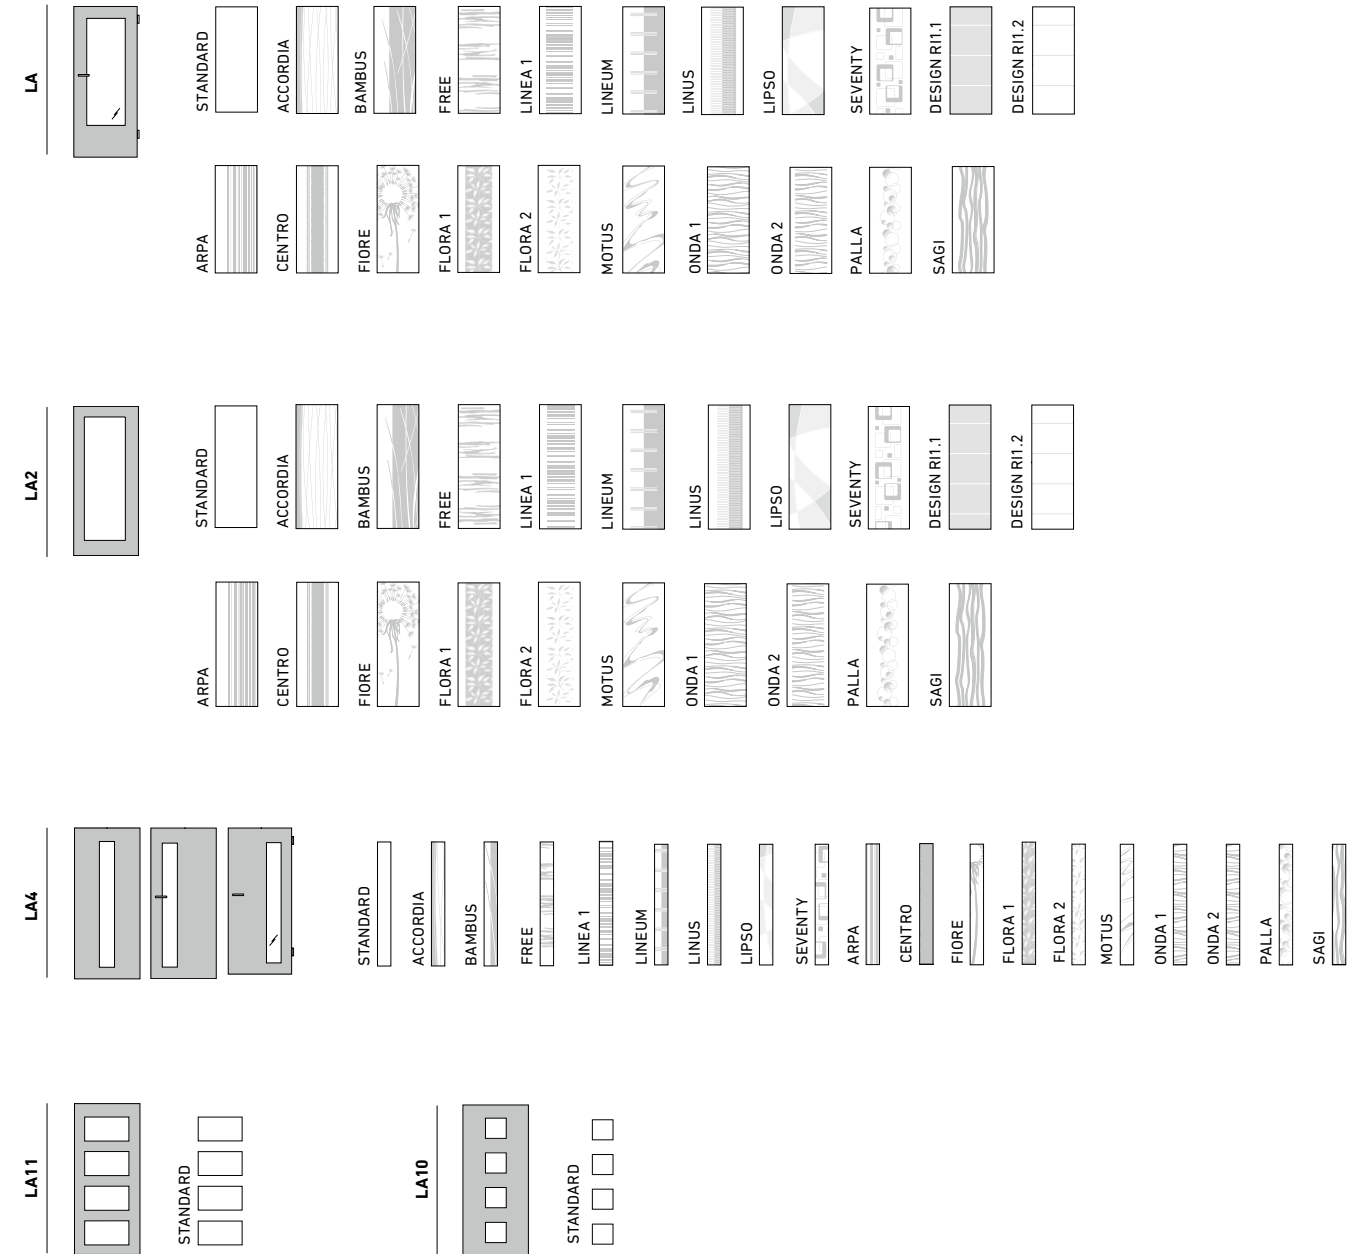 LA
STANDARD
ACCORDIA
BAMBUS
FREE
LINEA 1
LINEUM
LINUS
LIPSO
SEVENTY
DESIGN RI1.1
DESIGN RI1.2
ARPA
CENTRO
FIORE
FLORA 1
FLORA 2
MOTUS
ONDA 1
ONDA 2
PALLA
SAGI
LA2
STANDARD
ACCORDIA
BAMBUS
FREE
LINEA 1
LINEUM
LINUS
LIPSO
SEVENTY
DESIGN RI1.1
DESIGN RI1.2
ARPA
CENTRO
FIORE
FLORA 1
FLORA 2
MOTUS
ONDA 1
ONDA 2
PALLA
SAGI
LA4
STANDARD
ACCORDIA
BAMBUS
FREE
LINEA 1
LINEUM
LINUS
LIPSO
SEVENTY
ARPA
CENTRO
FIORE
FLORA 1
FLORA 2
MOTUS
ONDA 1
ONDA 2
PALLA
SAGI
LA11
STANDARD
LA10
STANDARD